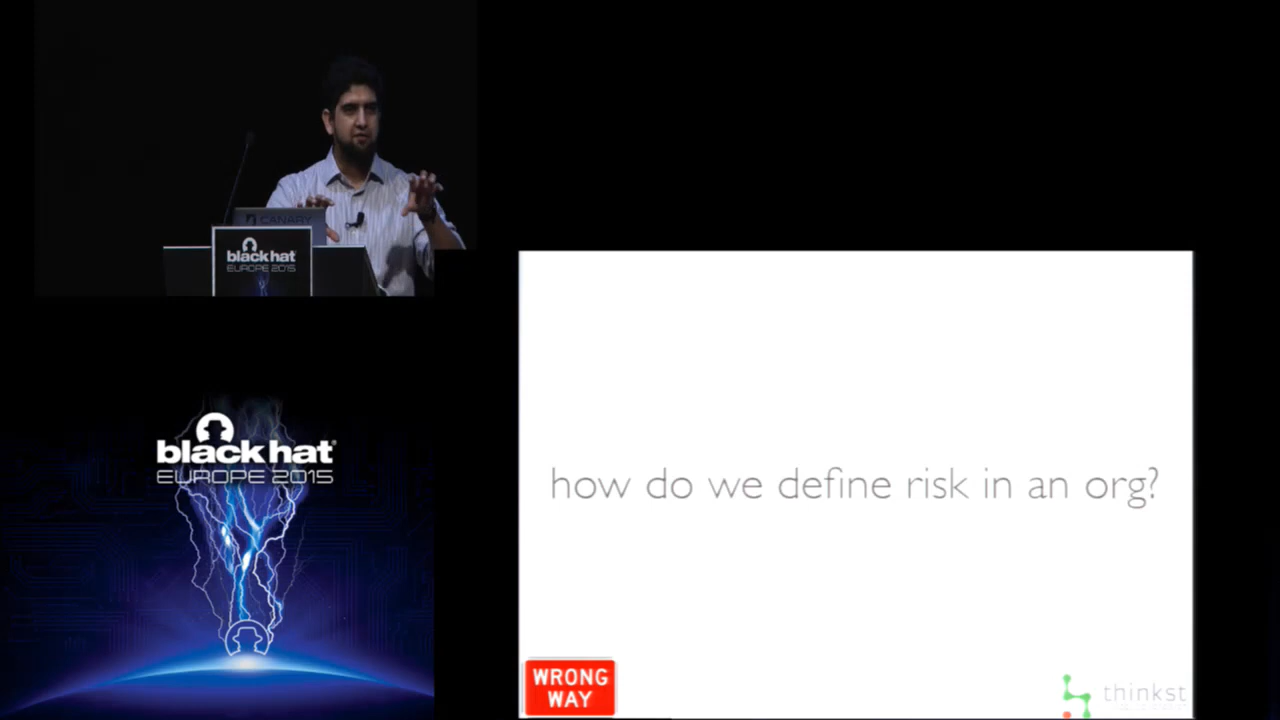 CANARY
black hat
EUROPE 2015
black hat
EUROPE 2015
how do we define risk in an org?
WRONG
WAY
thinkst